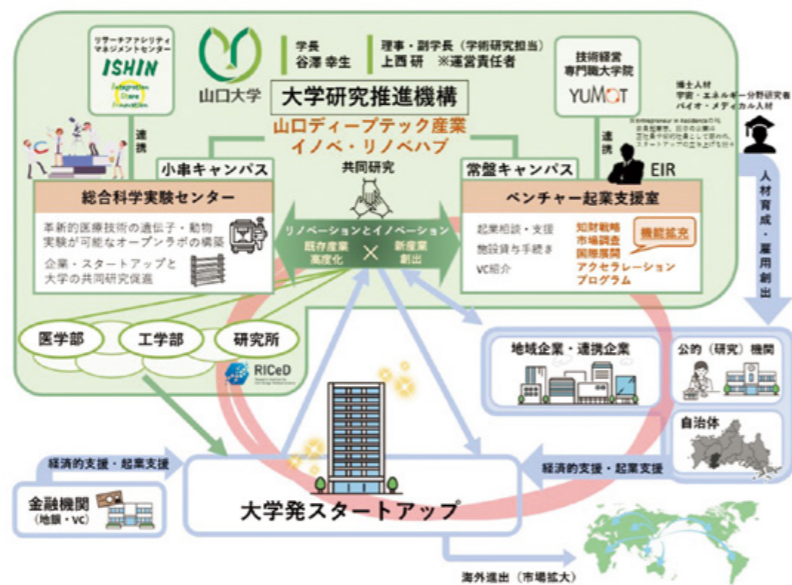 リサーチファシリティ
マネジメントセンター
ISHIN
Integration
Share
Innovation
山口大学
学長
谷澤 幸生
理事・副学長（学術研究担当）
上西 研 ※運営責任者
大学研究推進機構
山口ディープテック産業
イノベ・リノベハブ
技術経営
専門職大学院
博士人材
宇宙・エネルギー分野研究者
バイオ・メディカル人材
連携
連携
EIR
人材育成・雇用創出
小串キャンパス
共同研究
常盤キャンパス
総合科学実験センター
革新的医療技術の遺伝子・動物
実験が可能なオープンラボの構築
企業・スタートアップと
大学の共同研究促進
リノベーションとイノベーション
既存産業
高度化
×
新産業
創出
ベンチャー起業支援室
起業相談・支援
施設貸与手続き
VC紹介
知財戦略
市場調査
国際展開
アクセラレーション
プログラム
機能拡充
医学部
工学部
研究所
RICeD
地域企業・連携企業
公的（研究）機関
自治体
経済的支援・起業支援
経済的支援・起業支援
金融機関
（地銀・VC）
大学発スタートアップ
海外進出（市場拡大）